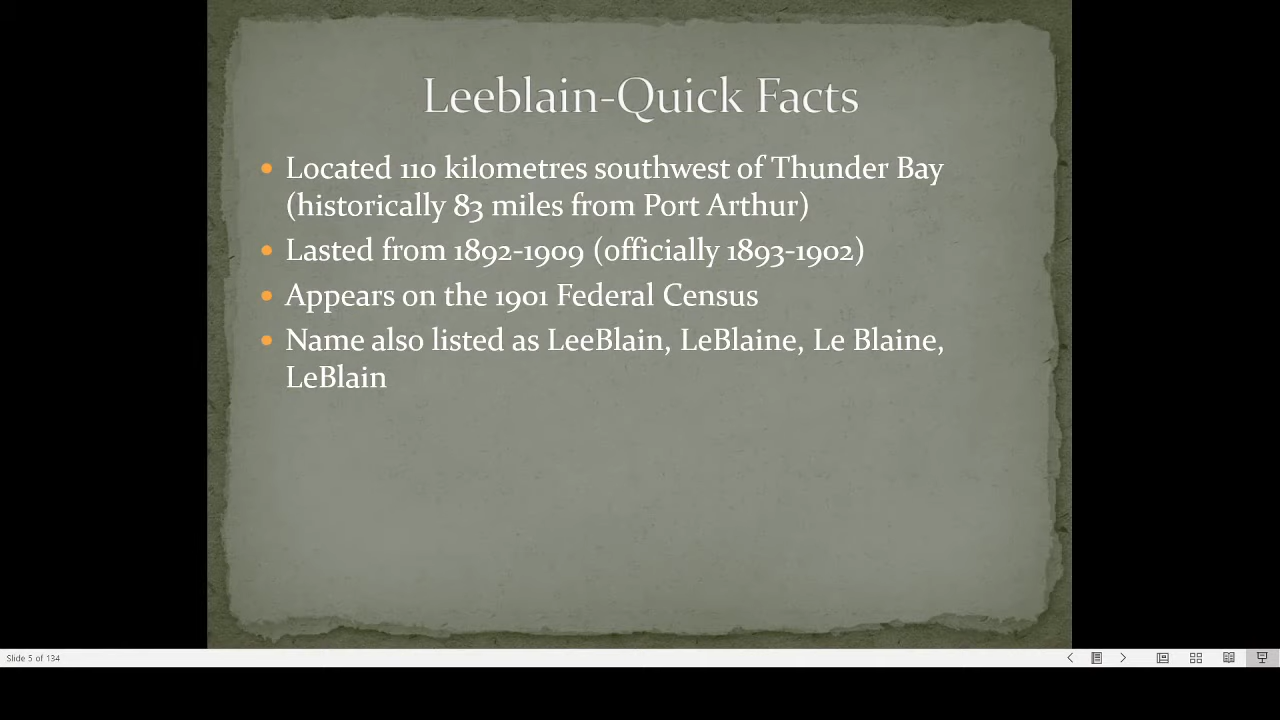 Leeblain-Quick Facts
Located 110 kilometres southwest of Thunder Bay
(historically 83 miles from Port Arthur)
Lasted from 1892-1909 (officially 1893-1902)
Appears on the 1901 Federal Census
Name also listed as LeeBlain, LeBlaine, Le Blaine,
LeBlain
Slide 5 of 134